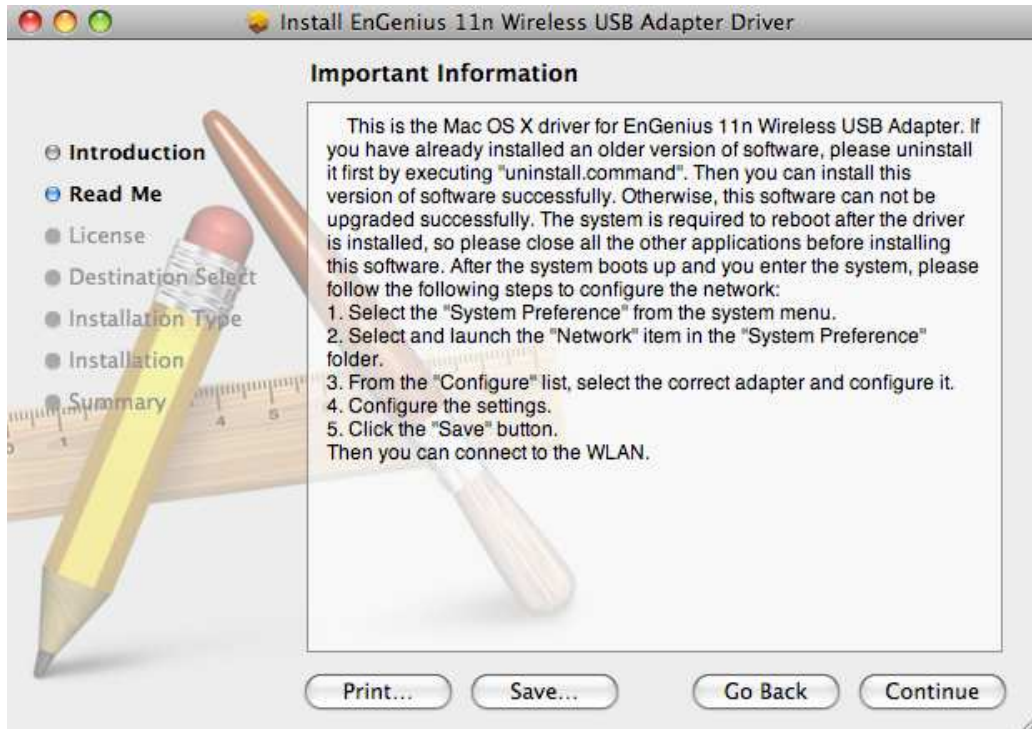 Install EnGenius 11n Wireless USB Adapter Driver
Important Information
Introduction
Read Me
License
Destination Select
Installation Type
Installation
Summary
This is the Mac OS X driver for EnGenius 11n Wireless USB Adapter. If
you have already installed an older version of software, please uninstall
it first by executing "uninstall.command". Then you can install this
version of software successfully. Otherwise, this software can not be
upgraded successfully. The system is required to reboot after the driver
is installed, so please close all the other applications before installing
this software. After the system boots up and you enter the system, please
follow the following steps to configure the network:
1. Select the "System Preference" from the system menu.
2. Select and launch the "Network" item in the "System Preference"
folder.
3. From the "Configure" list, select the correct adapter and configure it.
4. Configure the settings.
5. Click the "Save" button.
Then you can connect to the WLAN.
1 4 5
Print... Save... Go Back Continue